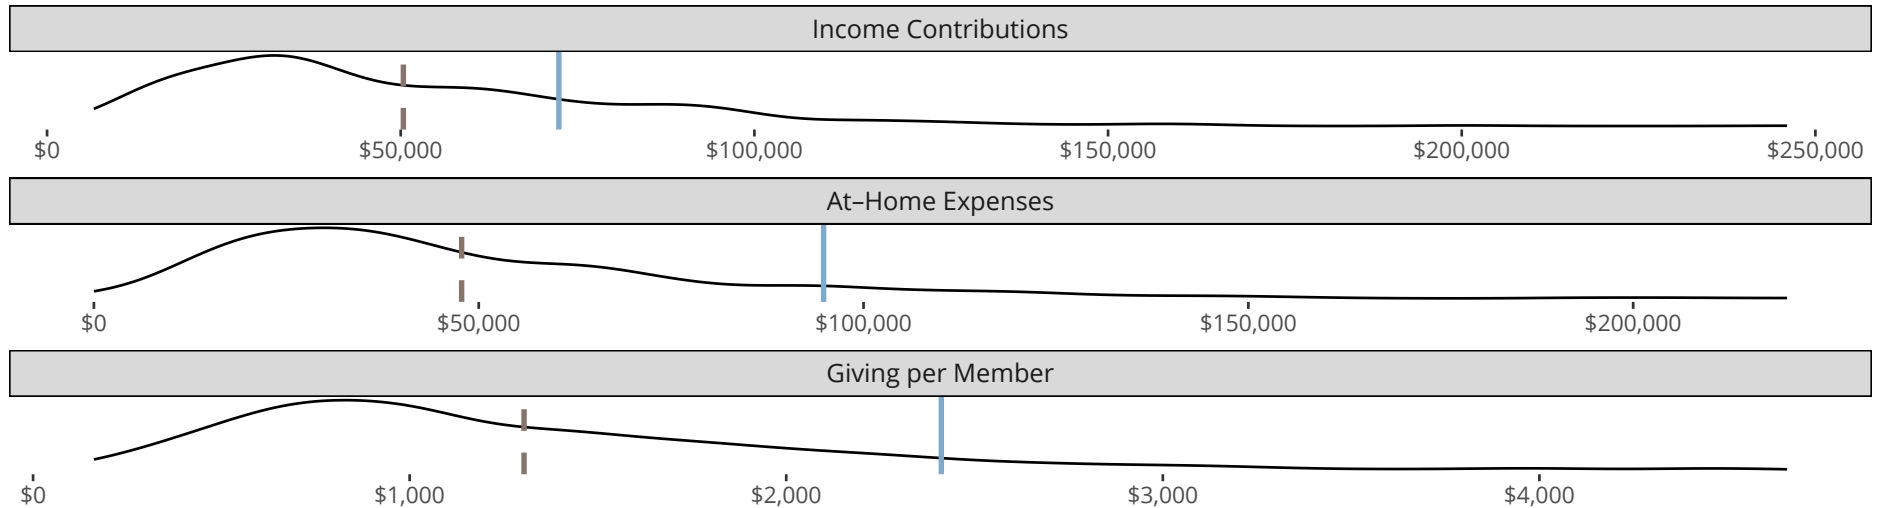 Income Contributions
$0 $50,000 $100,000 $150,000 $200,000 $250,000
At–Home Expenses
$0 $50,000 $100,000 $150,000 $200,000
Giving per Member
$0 $1,000 $2,000 $3,000 $4,000